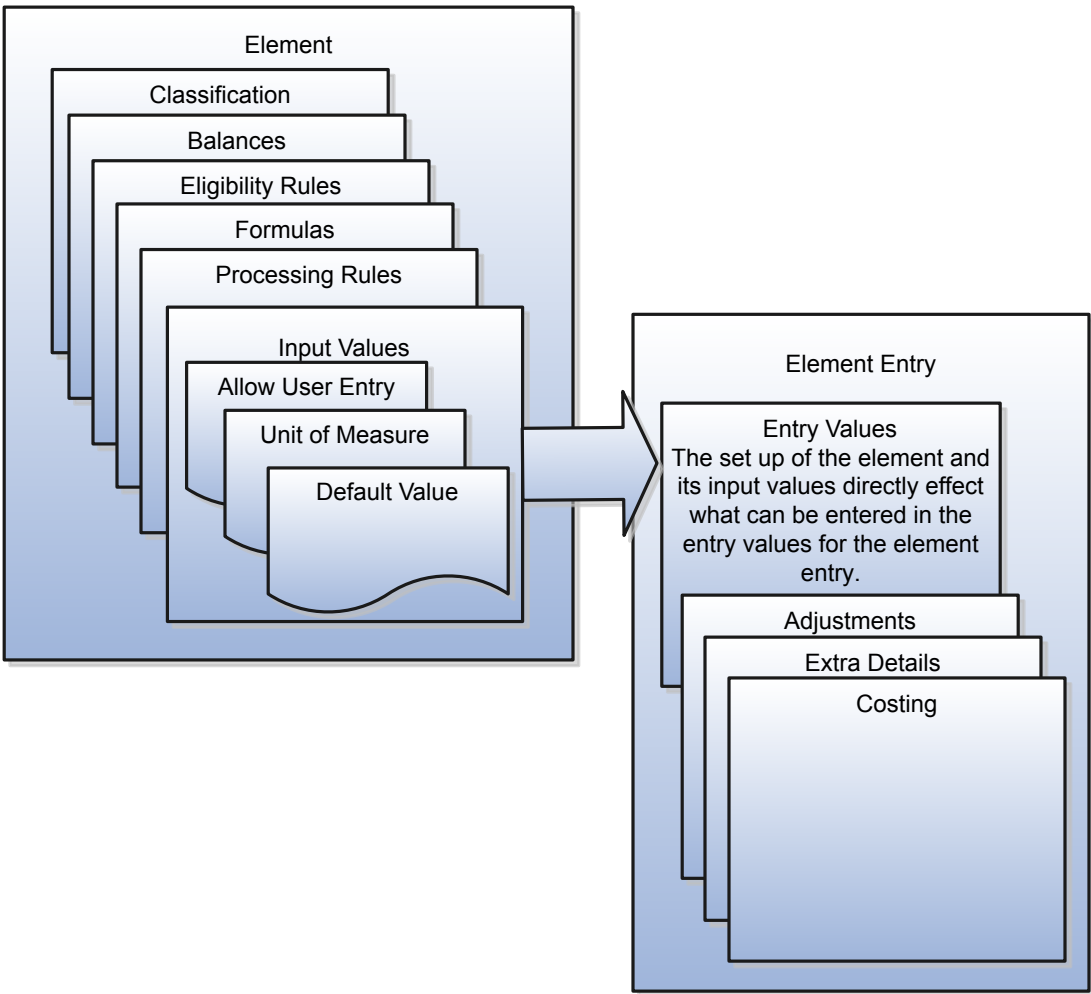 Element
Classification
Balances
Eligibility Rules
Formulas
Processing Rules
Input Values
Allow User Entry
Unit of Measure
Default Value
Element Entry
Entry Values
The set up of the element and
its input values directly effect
what can be entered in the
entry values for the element
entry.
Adjustments
Extra Details
Costing